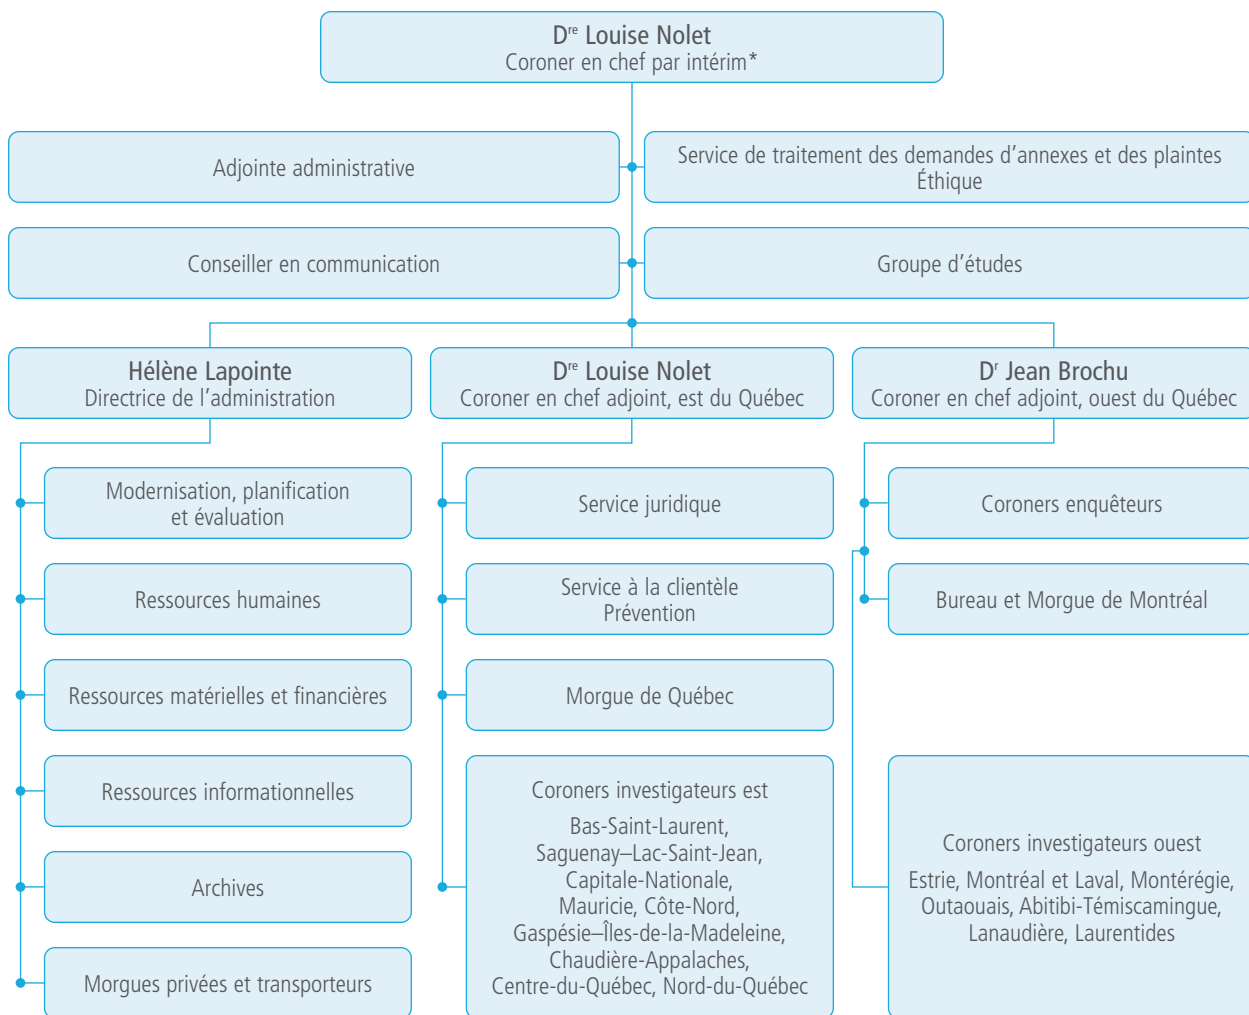 Dre Louise Nolet
Coroner en chef par intérim*
Adjointe administrative
Service de traitement des demandes d'annexes et des plaintes
Éthique
Conseiller en communication
Groupe d'études
Hélène Lapointe
Directrice de l'administration
Dre Louise Nolet
Coroner en chef adjoint, est du Québec
Dr Jean Brochu
Coroner en chef adjoint, ouest du Québec
Modernisation, planification
et évaluation
Ressources humaines
Ressources matérielles et financières
Ressources informationnelles
Archives
Morgues privées et transporteurs
Service juridique
Service à la clientèle
Prévention
Morgue de Québec
Coroners investigateurs est
Bas-Saint-Laurent,
Saguenay–Lac-Saint-Jean,
Capitale-Nationale,
Mauricie, Côte-Nord,
Gaspésie–Îles-de-la-Madeleine,
Chaudière-Appalaches,
Centre-du-Québec, Nord-du-Québec
Coroners enquêteurs
Bureau et Morgue de Montréal
Coroners investigateurs ouest
Estrie, Montréal et Laval, Montérégie,
Outaouais, Abitibi-Témiscamingue,
Lanaudière, Laurentides